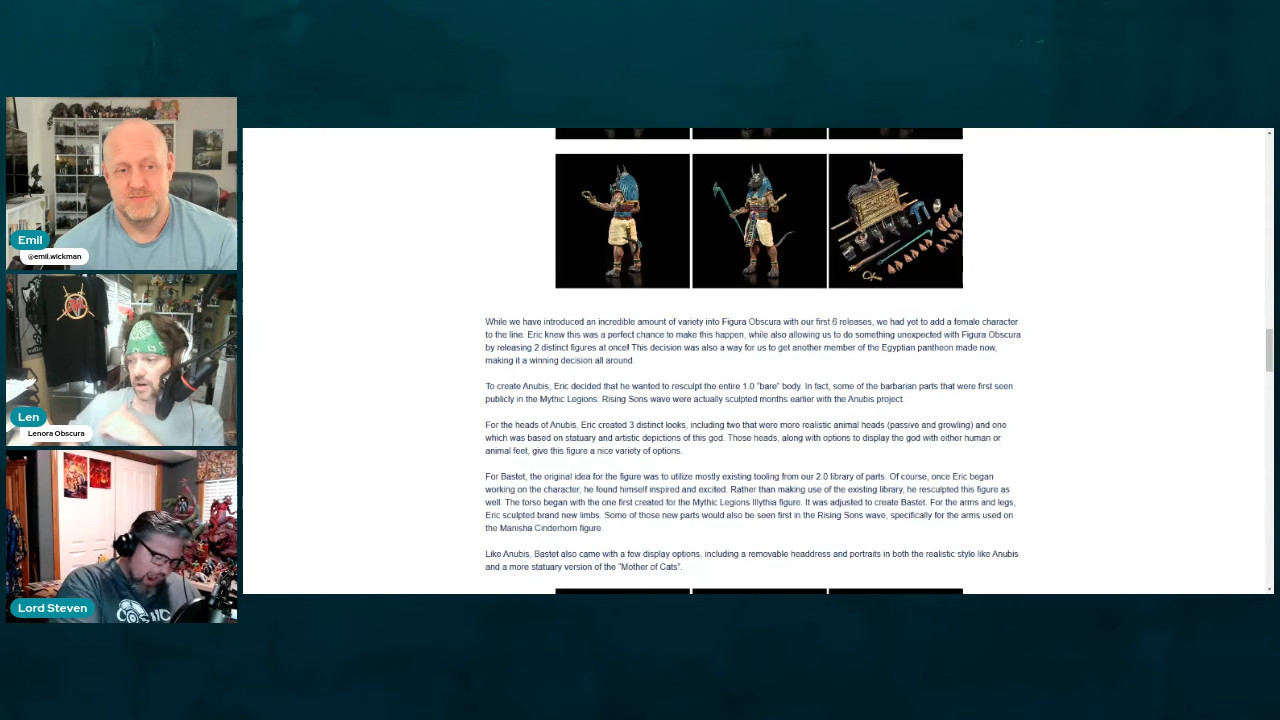 Emil
@emil.wickman
Len
Lenora Obscura
Lord Steven
COSMIC
While we have introduced an incredible amount of variety into Figura Obscura with our first 6 releases, we had yet to add a female character
to the line. Eric knew this was a perfect chance to make this happen, while also allowing us to do something unexpected with Figura Obscura
by releasing 2 distinct figures at once! This decision was also a way for us to get another member of the Egyptian pantheon made now,
making it a winning decision all around.
To create Anubis, Eric decided that he wanted to resculpt the entire 1.0 "bare" body. In fact, some of the barbarian parts that were first seen
publicly in the Mythic Legions: Rising Sons wave were actually sculpted months earlier with the Anubis project.
For the heads of Anubis, Eric created 3 distinct looks, including two that were more realistic animal heads (passive and growling) and one
which was based on statuary and artistic depictions of this god. Those heads, along with options to display the god with either human or
animal feet, give this figure a nice variety of options.
For Bastet, the original idea for the figure was to utilize mostly existing tooling from our 2.0 library of parts. Of course, once Eric began
working on the character, he found himself inspired and excited. Rather than making use of the existing library, he resculpted this figure as
well. The torso began with the one first created for the Mythic Legions Illythia figure. It was adjusted to create Bastet. For the arms and legs,
Eric sculpted brand new limbs. Some of those new parts would also be seen first in the Rising Sons wave, specifically for the arms used on
the Manisha Cinderhorn figure.
Like Anubis, Bastet also came with a few display options, including a removable headdress and portraits in both the realistic style like Anubis
and a more statuary version of the "Mother of Cats".